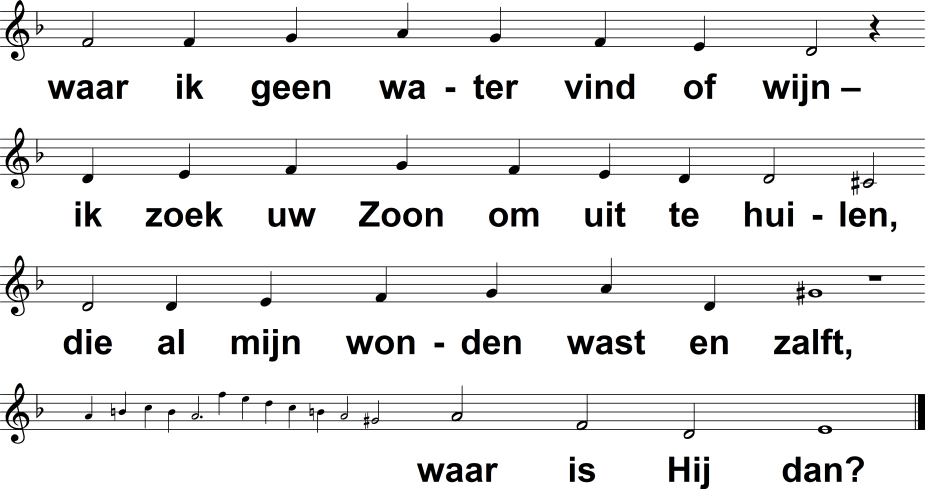 waar ik geen wa - ter vind of wijn –
ik zoek uw Zoon om uit te hui - len,
die al mijn won - den wast en zalft,
waar is Hij dan?